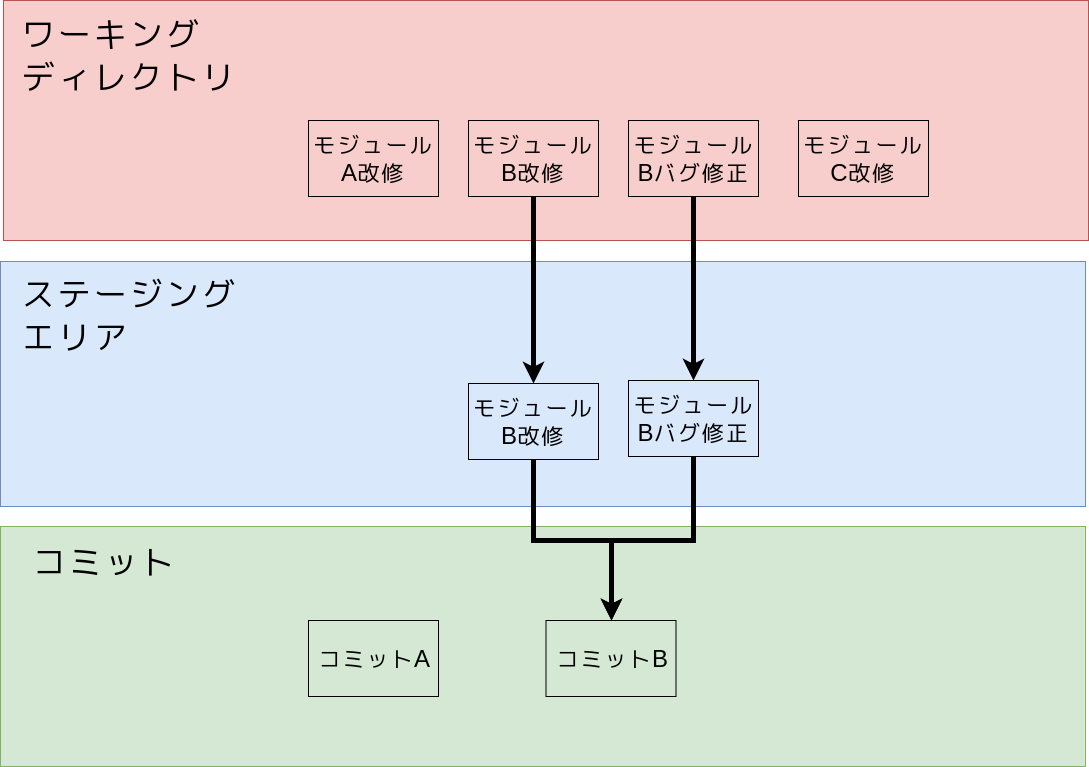 ワーキング
ディレクトリ
モジュール
A改修
モジュール
B改修
モジュール
Bバグ修正
モジュール
C改修
ステージング
エリア
モジュール
B改修
モジュール
Bバグ修正
コミット
コミットA
コミットB